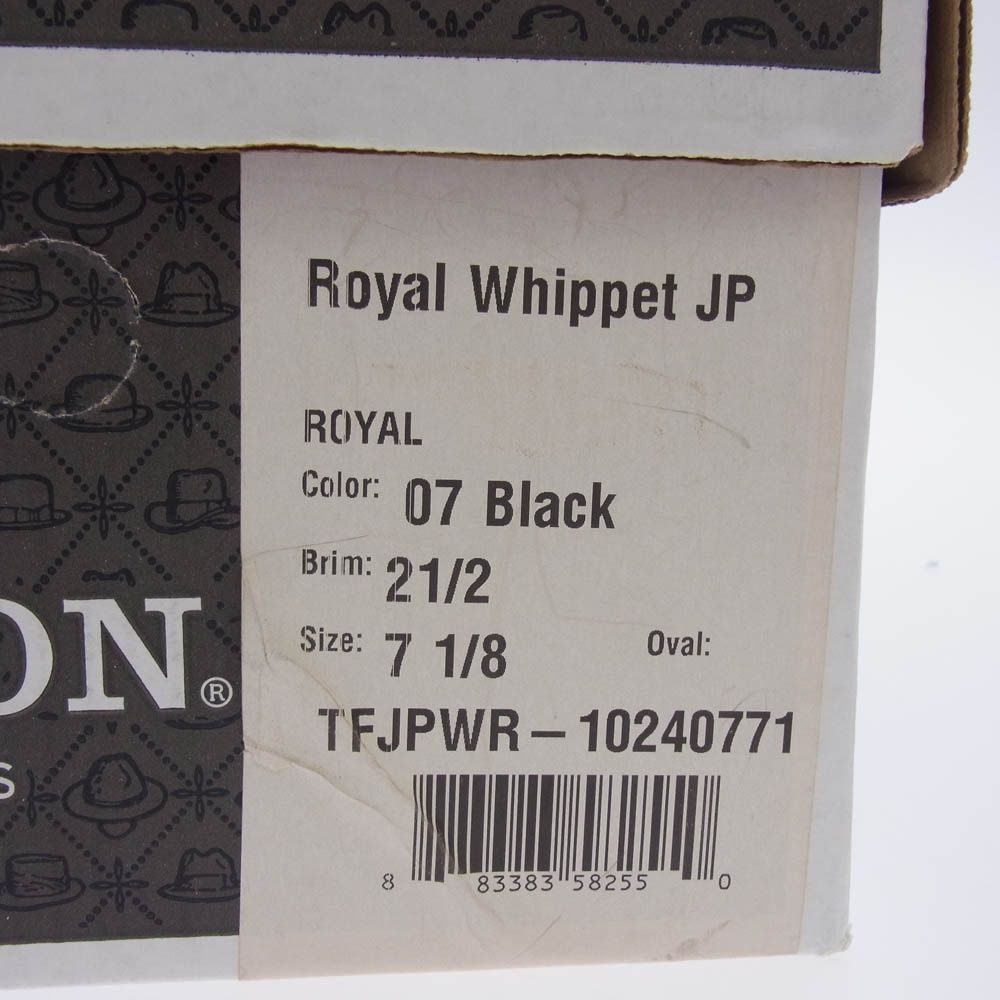 Royal Whippet JP
ROYAL
Color: 07 Black
Brim: 21/2
Size: 7 1/8 Oval:
ON®
S
TFJPWR – 10240771
8 83383 58255 0